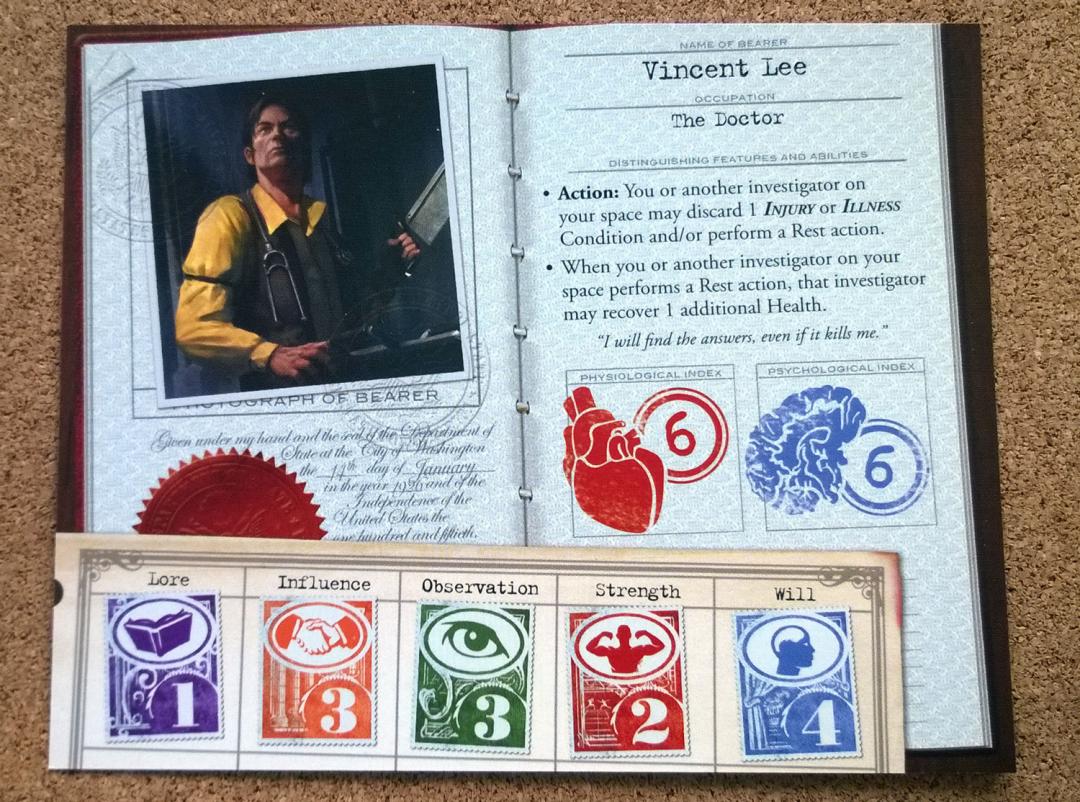 NAME OF BEARER
Vincent Lee
OCCUPATION
The Doctor
DISTINGUISHING FEATURES AND ABILITIES
• Action: You or another investigator on
your space may discard 1 INJURY or ILLNESS
Condition and/or perform a Rest action.
• When you or another investigator on your
space performs a Rest action, that investigator
may recover 1 additional Health.
“I will find the answers, even if it kills me.”
PHYSIOLOGICAL INDEX
6
PSYCHOLOGICAL INDEX
6
PHOTOGRAPH OF BEARER
Given under my hand and the seal of the Department of
State at the City of Washington
the 14th day of January
in the year 1926 and of the
Independence of the
United States the
one hundred and fiftieth.
Lore
1
Influence
3
Observation
3
Strength
2
Will
4